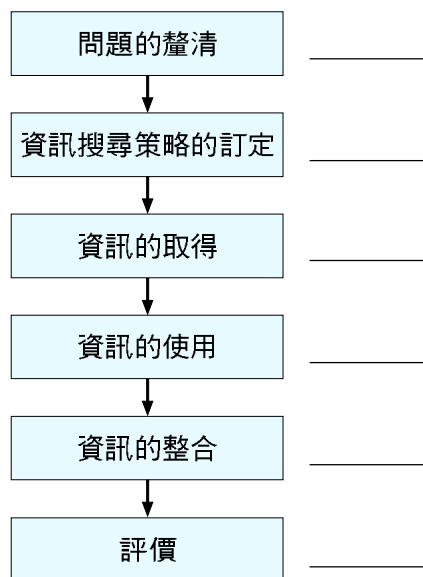 問題的釐清
資訊搜尋策略的訂定
資訊的取得
資訊的使用
資訊的整合
評價